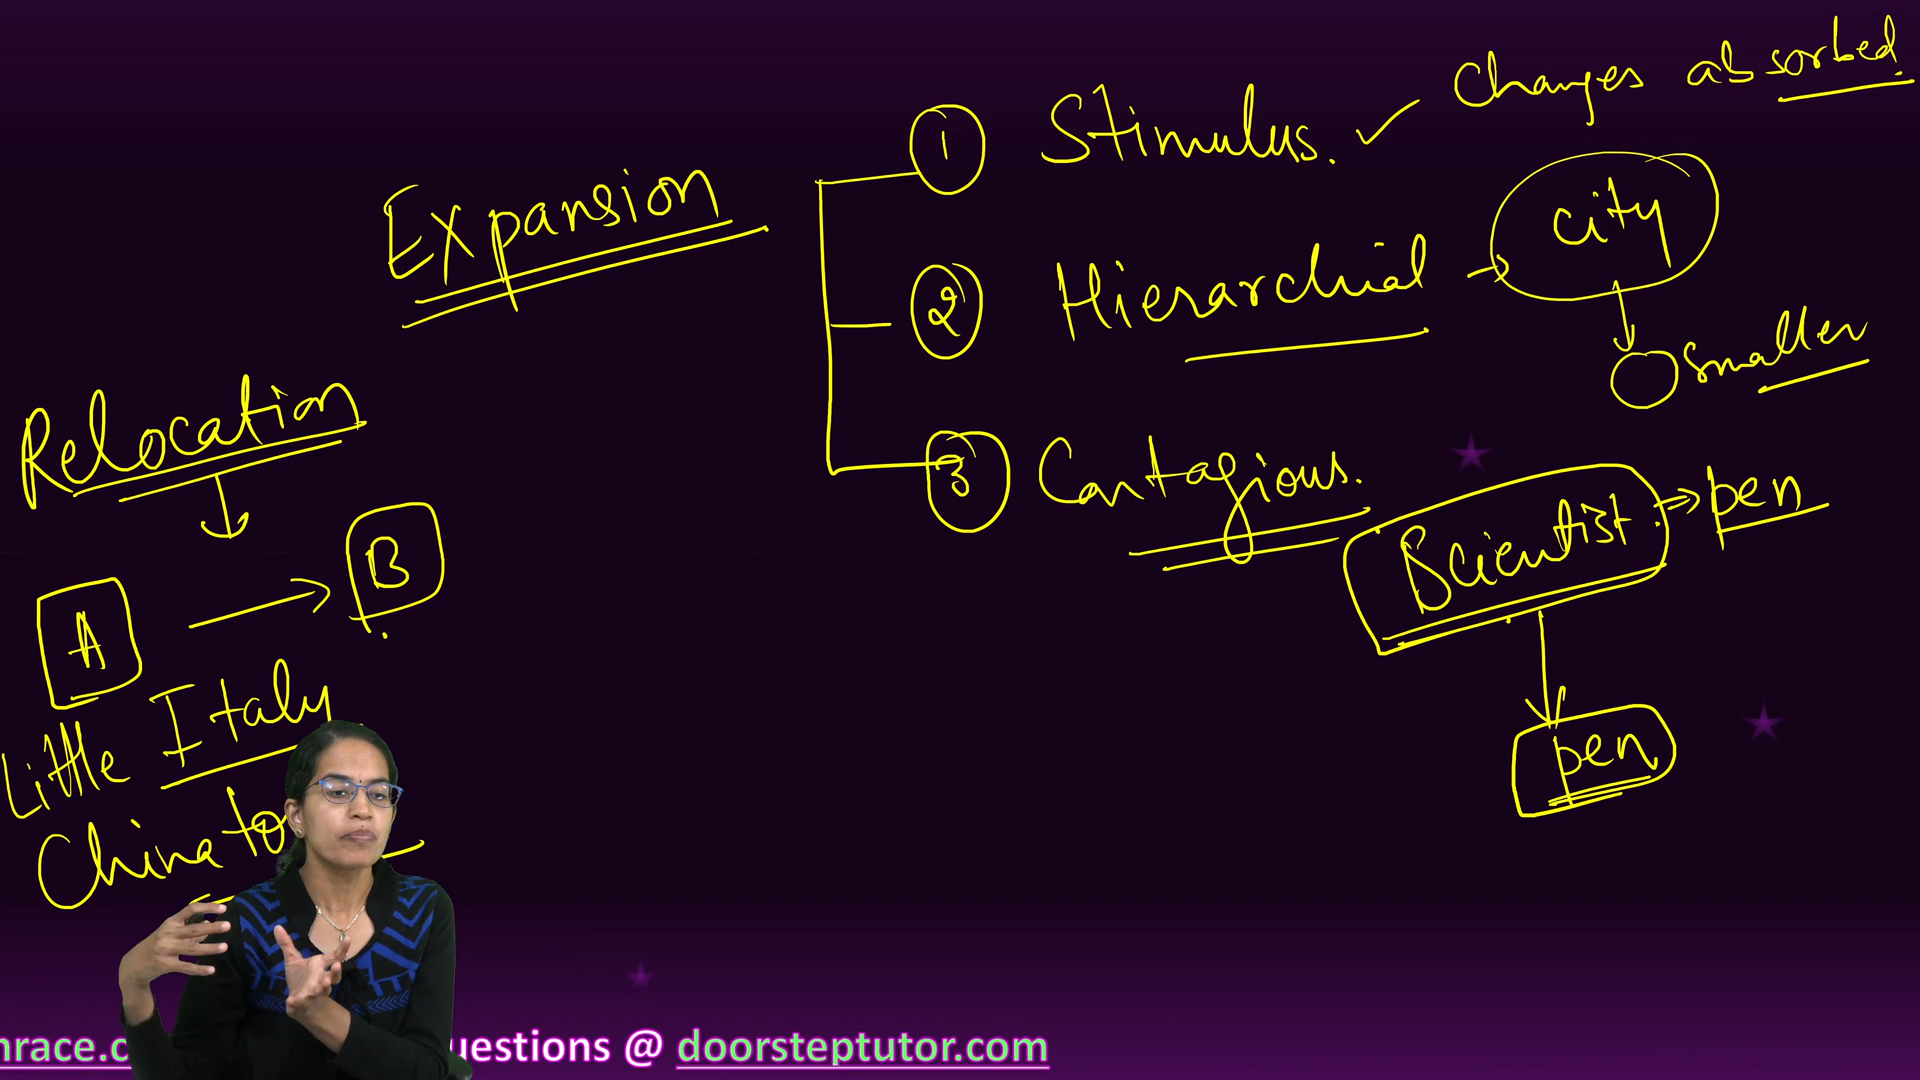 Changes absorbed
1 Stimulus.
Expansion
city
2 Hierarchial
smaller
Relocation
3 Contagious.
Scientist
pen
B
A
Little Italy
pen
China
uestions @ doorsteptutor.com